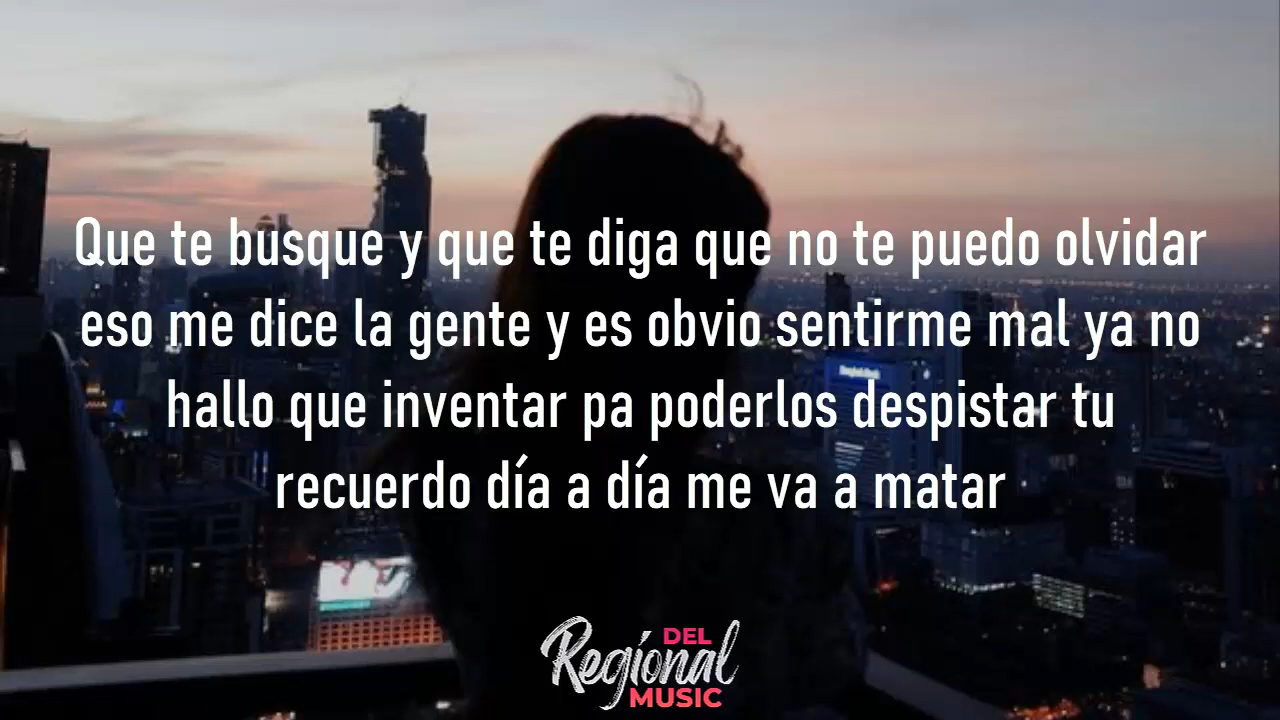 Que te busque y que te diga que no te puedo olvidar
eso me dice la gente y es obvio sentirme mal ya no
hallo que inventar pa poderlos despistar tu
recuerdo día a día me va a matar
DEL
Regional
MUSIC